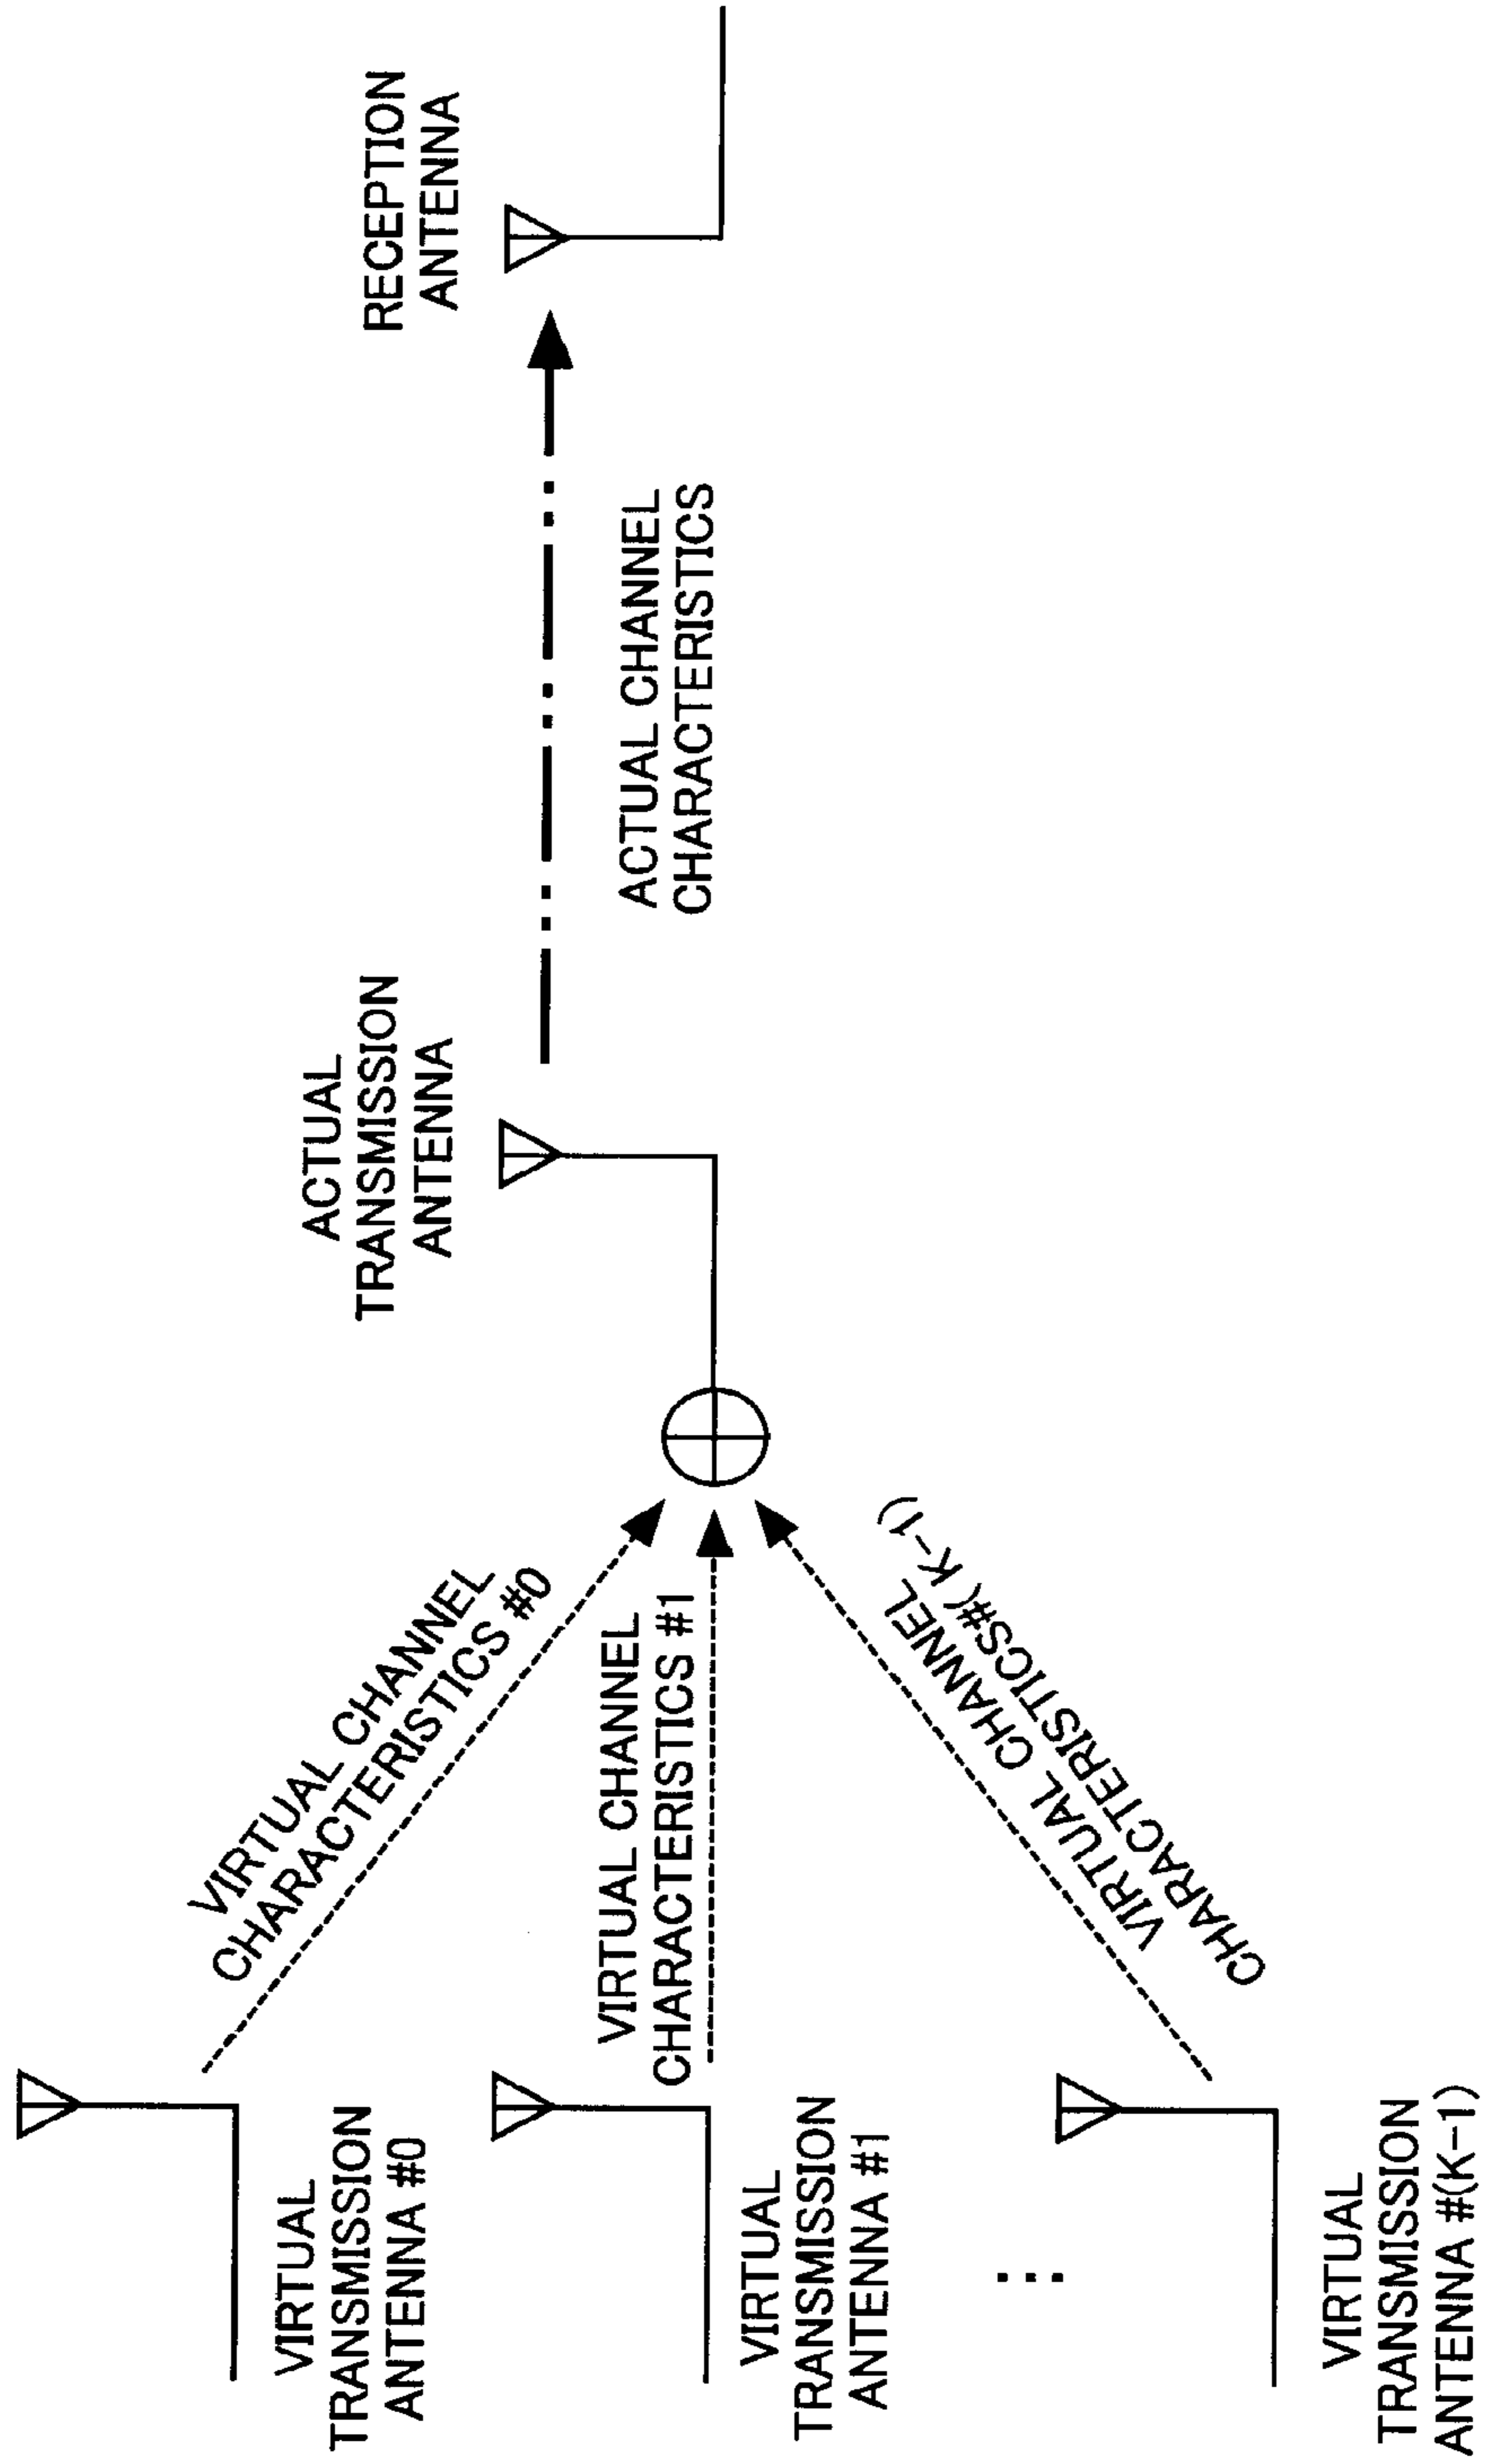 VIRTUAL
TRANSMISSION
ANTENNA #0
VIRTUAL CHANNEL
CHARACTERISTICS #0
ACTUAL
TRANSMISSION
ANTENNA
RECEPTION
ANTENNA
VIRTUAL
TRANSMISSION
ANTENNA #1
VIRTUAL CHANNEL
CHARACTERISTICS #1
ACTUAL CHANNEL
CHARACTERISTICS
VIRTUAL CHANNEL
CHARACTERISTICS#(K-1)
VIRTUAL
TRANSMISSION
ANTENNA #(K-1)